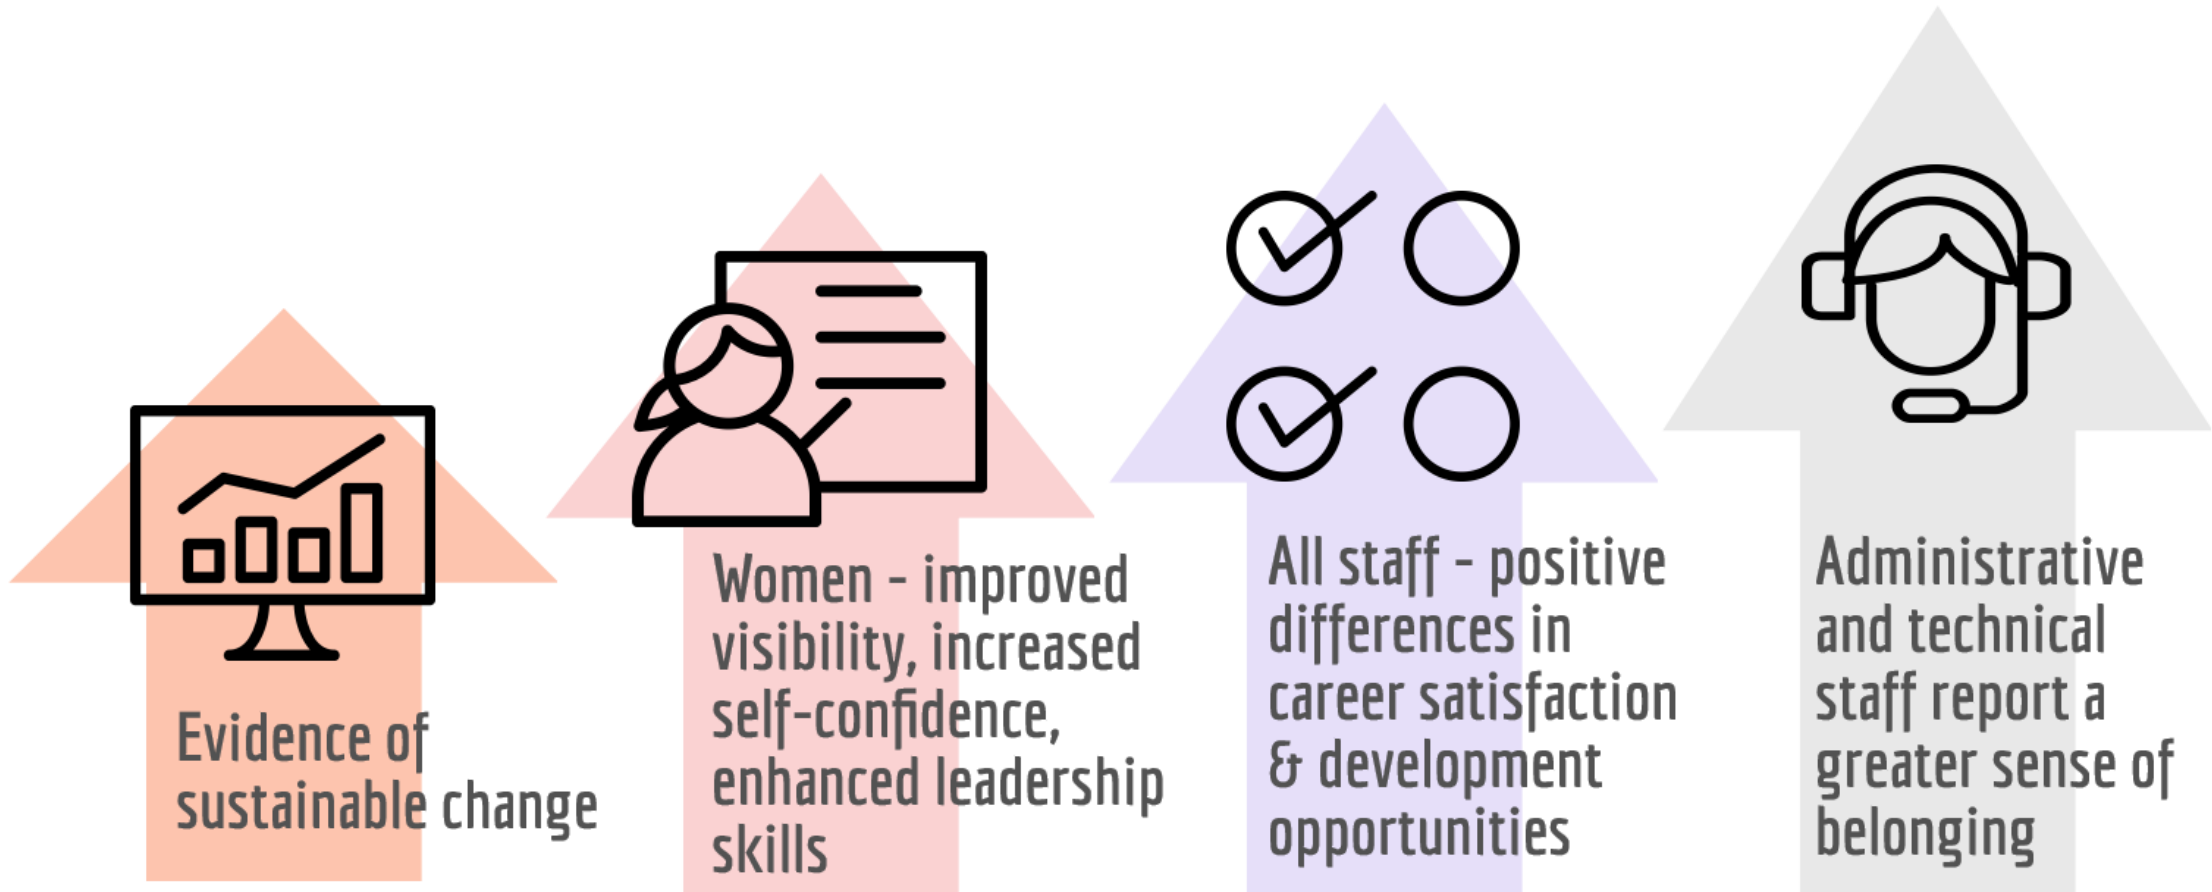 Evidence of
sustainable change
Women - improved
visibility, increased
self-confidence,
enhanced leadership
skills
All staff - positive
differences in
career satisfaction
& development
opportunities
Administrative
and technical
staff report a
greater sense of
belonging